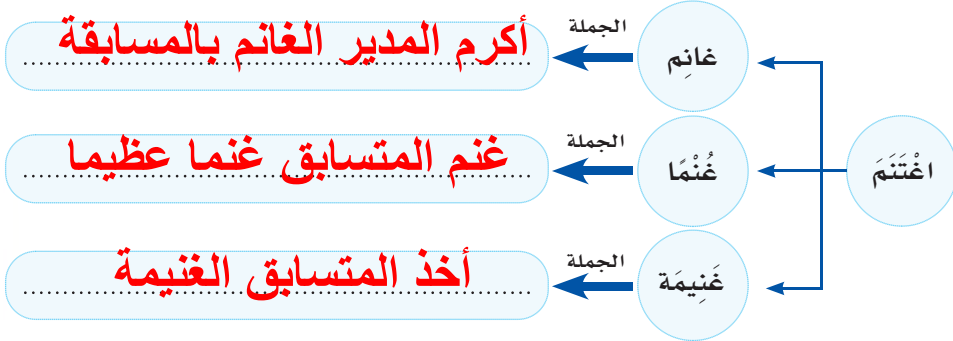 اغْتَنَمَ
غانِم
الجملة
أكرم المدير الغانم بالمسابقة
غُنْمًا
الجملة
غنم المتسابق غنما عظيما
غَنِيمَة
الجملة
أخذ المتسابق الغنيمة